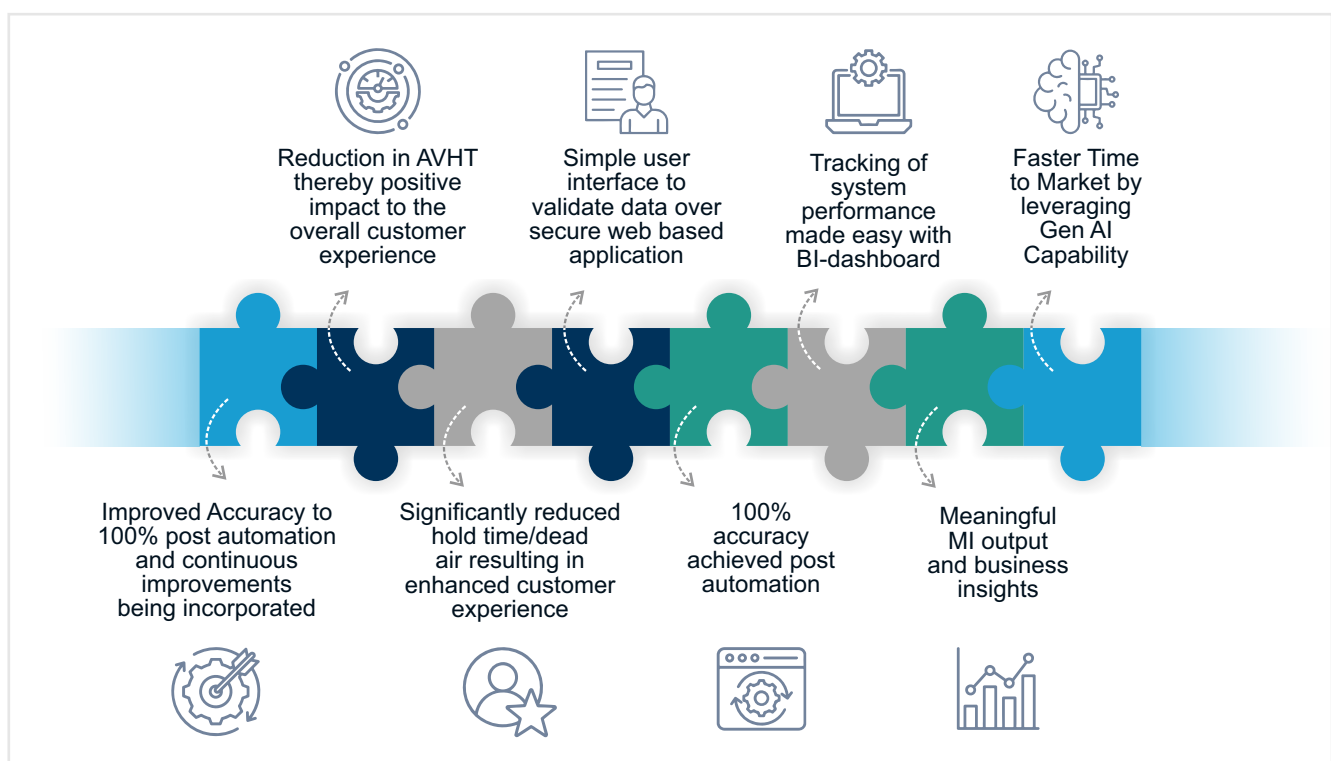 Reduction in AVHT
thereby positive
impact to the
overall customer
experience
Simple user
interface to
validate data over
secure web based
application
Tracking of
system
performance
made easy with
BI-dashboard
Faster Time
to Market by
leveraging
Gen AI
Capability
Improved Accuracy to
100% post automation
and continuous
improvements
being incorporated
Significantly reduced
hold time/dead
air resulting in
enhanced customer
experience
100%
accuracy
achieved post
automation
Meaningful
MI output
and business
insights